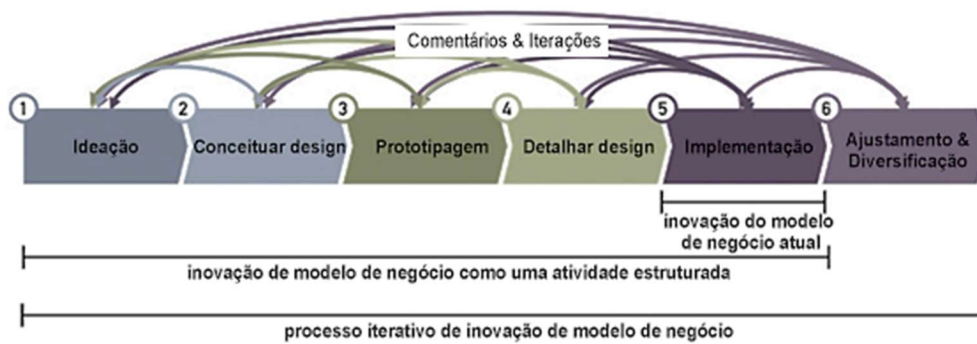 Comentários & Iterações
1
2
3
4
5
6
Ideação
Conceituar design
Prototipagem
Detalhar design
Implementação
Ajustamento &
Diversificação
inovação do modelo
de negócio atual
inovação de modelo de negócio como uma atividade estruturada
processo iterativo de inovação de modelo de negócio